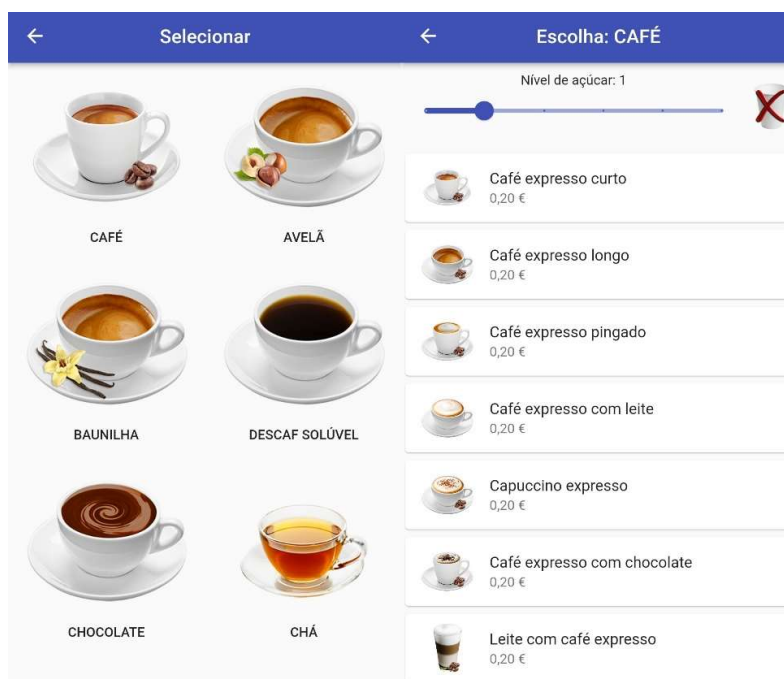 Selecionar
CAFÉ
AVELÃ
BAUNILHA
DESCAF SOLÚVEL
CHOCOLATE
CHÁ
Escolha: CAFÉ
Nível de açúcar: 1
Café expresso curto
0,20 €
Café expresso longo
0,20 €
Café expresso pingado
0,20 €
Café expresso com leite
0,20 €
Capuccino expresso
0,20 €
Café expresso com chocolate
0,20 €
Leite com café expresso
0,20 €